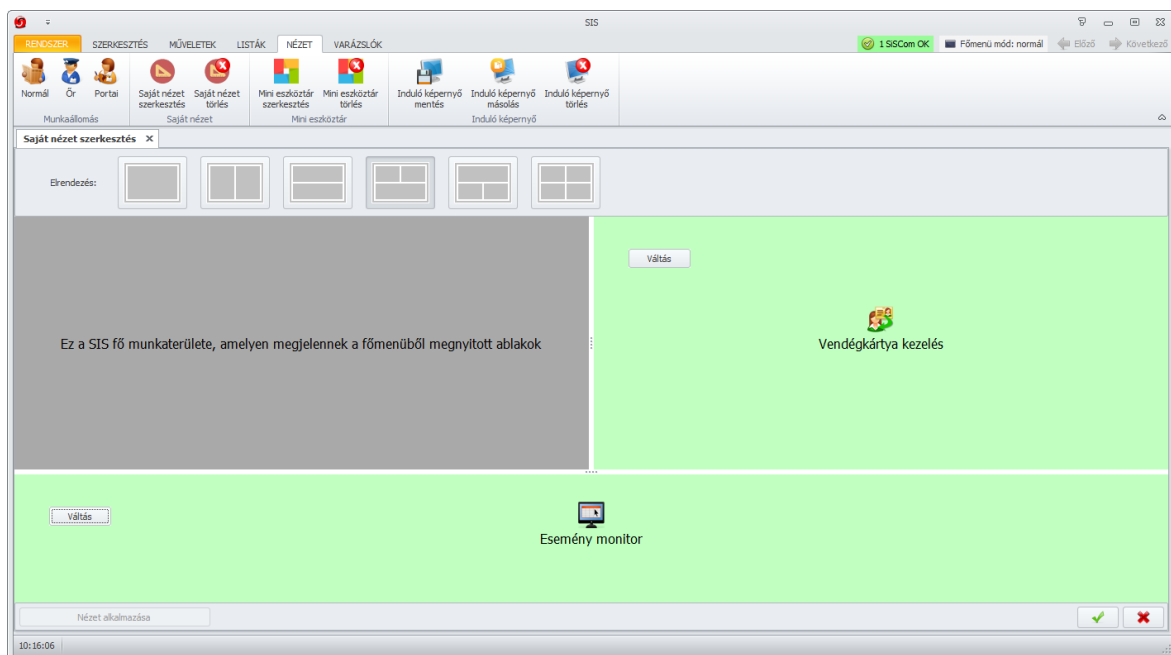 SIS
RENDSZER SZERKESZTÉS MŰVELETEK LISTÁK NÉZET VARÁZSLÓK 1 SiSCom OK Főmenü mód: normál Előző Következő
Normál Őr Portai Saját nézet szerkesztés Saját nézet törlés Mini eszköztár szerkesztés Mini eszköztár törlés Induló képernyő mentés Induló képernyő másolás Induló képernyő törlés
Munkaállomás Saját nézet Mini eszköztár Induló képernyő
Saját nézet szerkesztés X
Elrendezés:
Váltás
Ez a SIS fő munkaterülete, amelyen megjelennek a főmenüből megnyitott ablakok
Vendégkártya kezelés
Váltás
Esemény monitor
Nézet alkalmazása
10:16:06